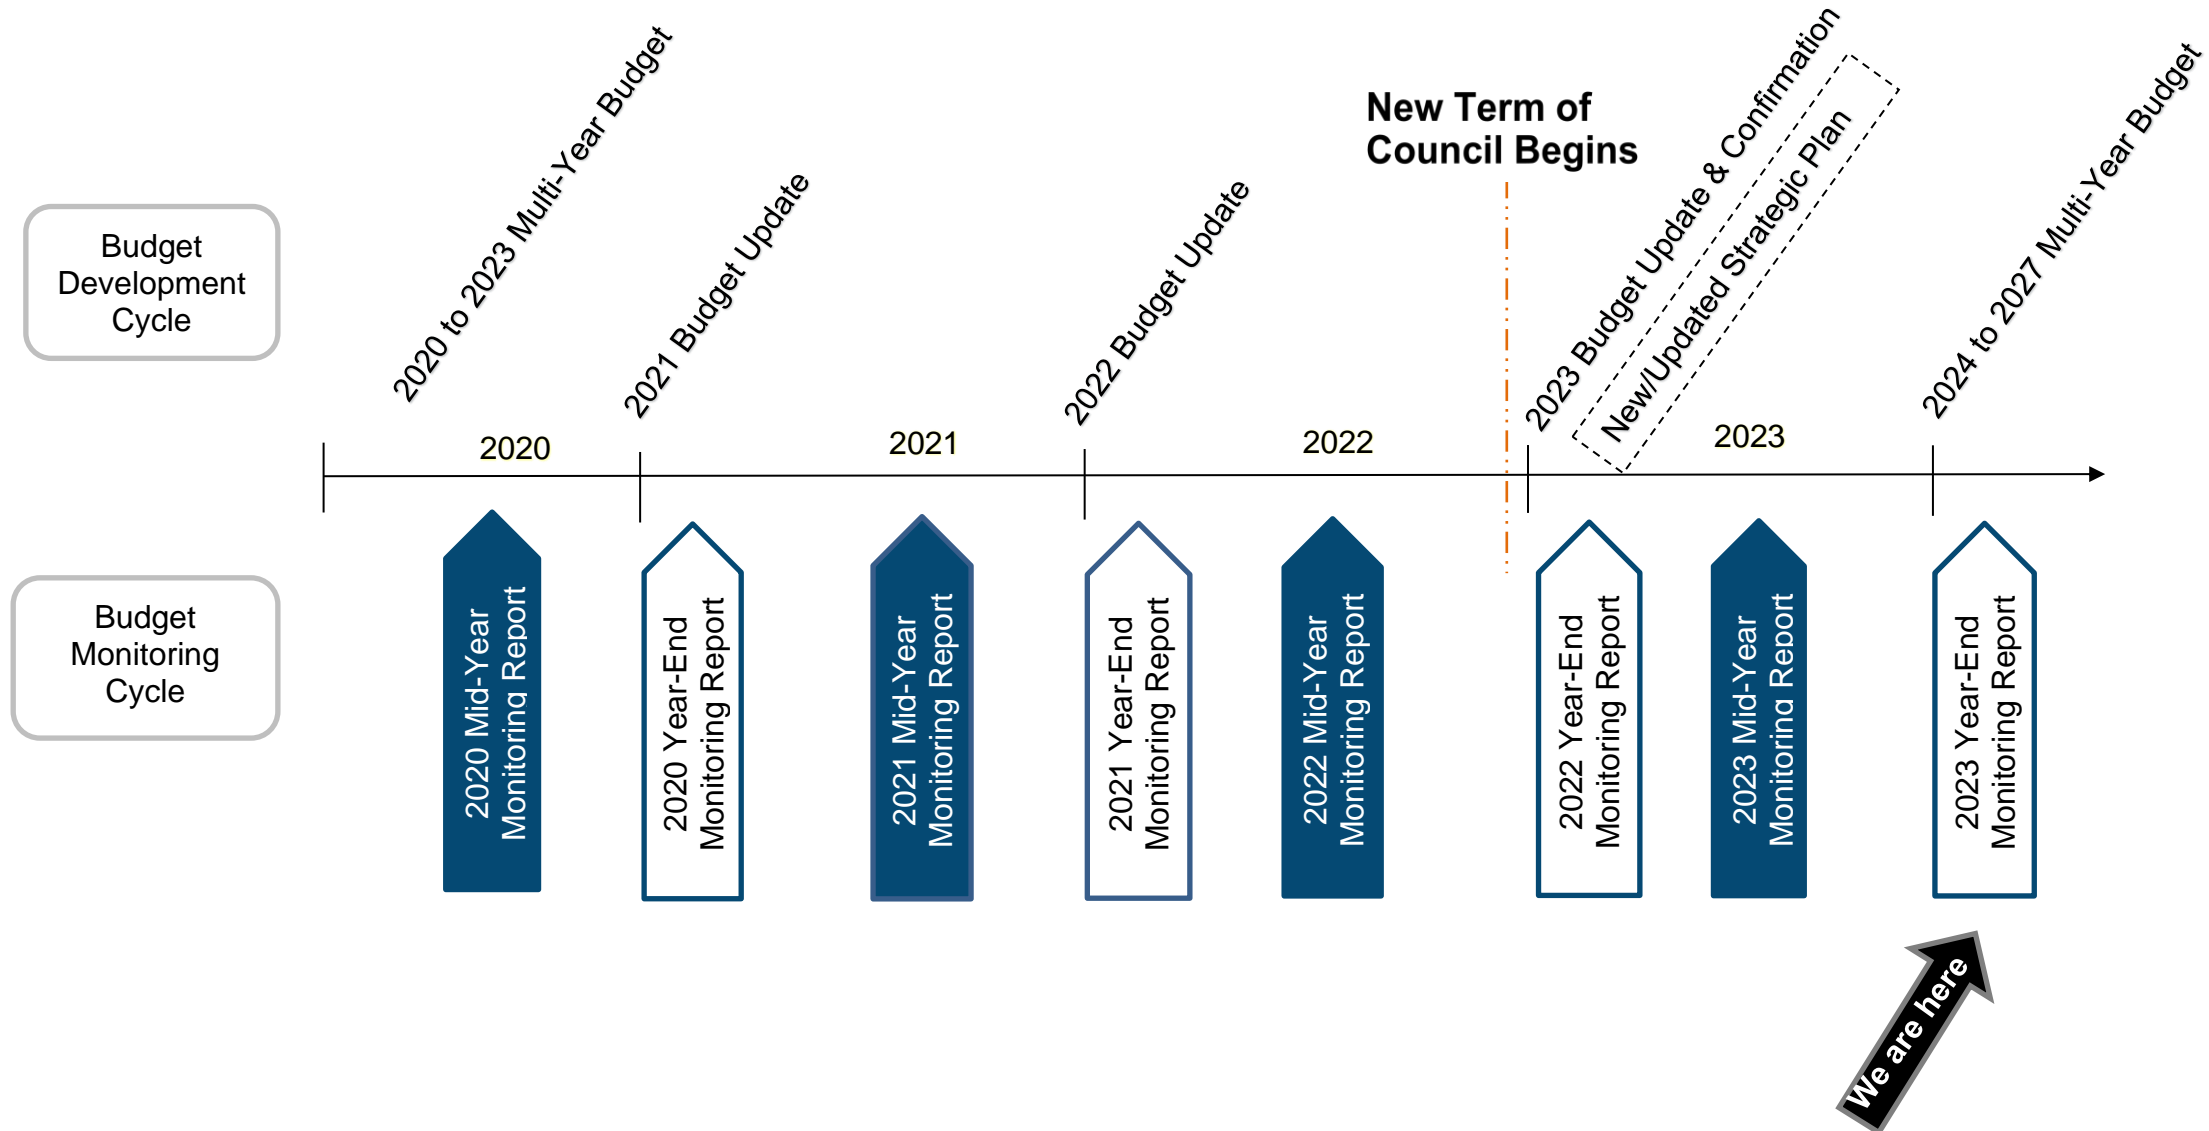 2020 to 2023 Multi-Year Budget
2021 Budget Update
2022 Budget Update
New Term of
Council Begins
2023 Budget Update & Confirmation
New/Updated Strategic Plan
2024 to 2027 Multi-Year Budget
Budget
Development
Cycle
2020
2021
2022
2023
Budget
Monitoring
Cycle
2020 Mid-Year
Monitoring Report
2020 Year-End
Monitoring Report
2021 Mid-Year
Monitoring Report
2021 Year-End
Monitoring Report
2022 Mid-Year
Monitoring Report
2022 Year-End
Monitoring Report
2023 Mid-Year
Monitoring Report
2023 Year-End
Monitoring Report
We are here